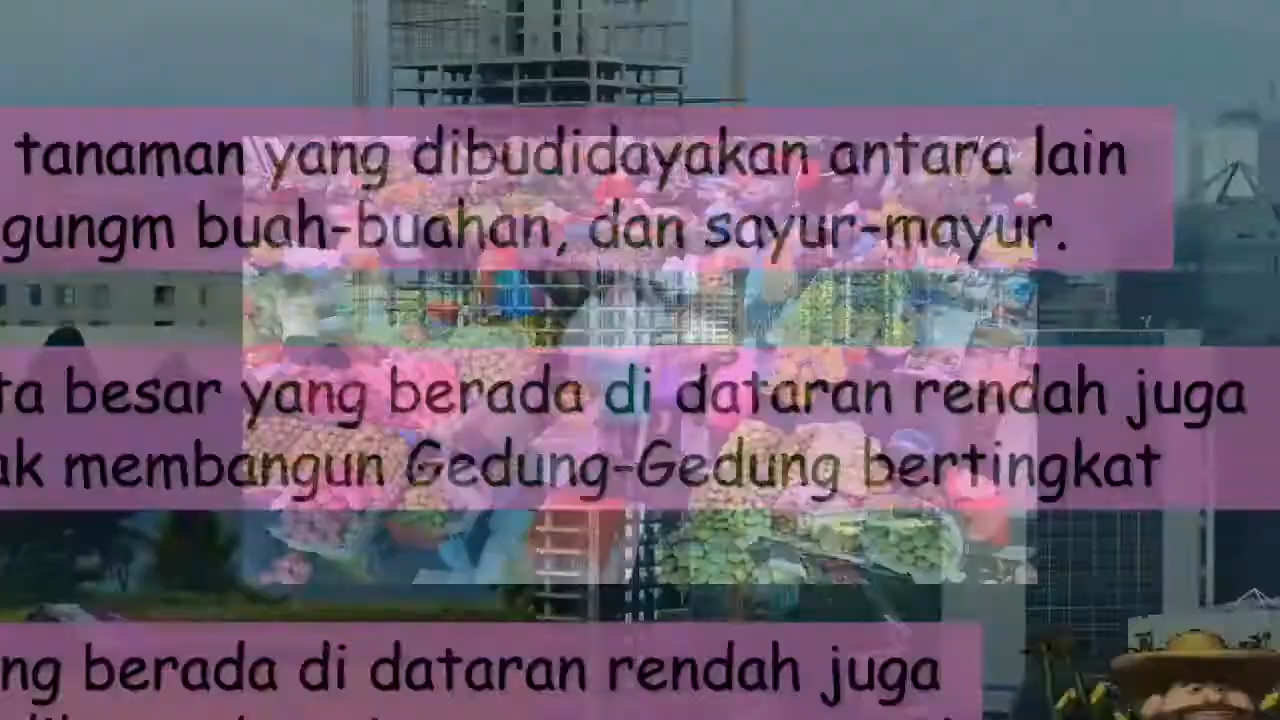 tanaman yang dibudidayakan antara lain
gungm buah-buahan, dan sayur-mayur.
ta besar yang berada di dataran rendah juga
ak membangun Gedung-Gedung bertingkat
ng berada di dataran rendah juga